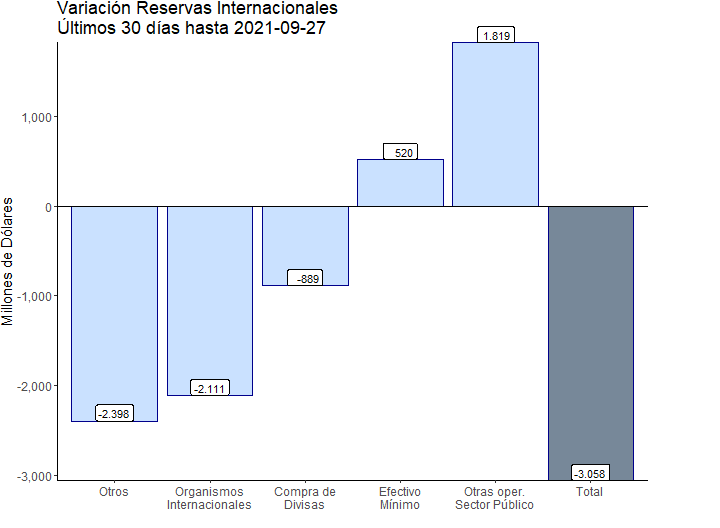 Variación Reservas Internacionales
Últimos 30 días hasta 2021-09-27
Millones de Dólares
1,000
0
-1,000
-2,000
-3,000
-2.398
-2.111
-889
520
1.819
-3.058
Otros
Organismos
Internacionales
Compra de
Divisas
Efectivo
Mínimo
Otras oper.
Sector Público
Total